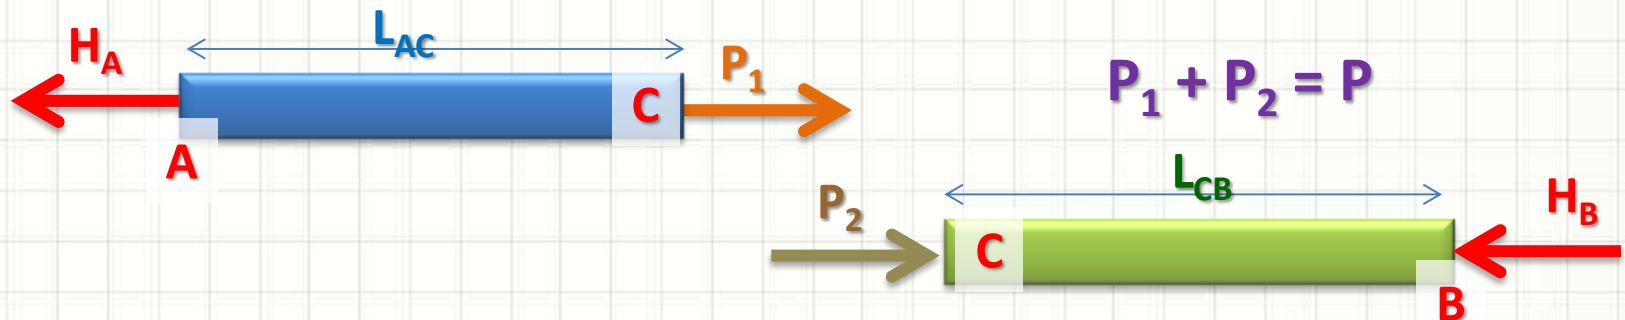 H_A
L_AC
P_1
C
A
P_1 + P_2 = P
L_CB
P_2
H_B
C
B